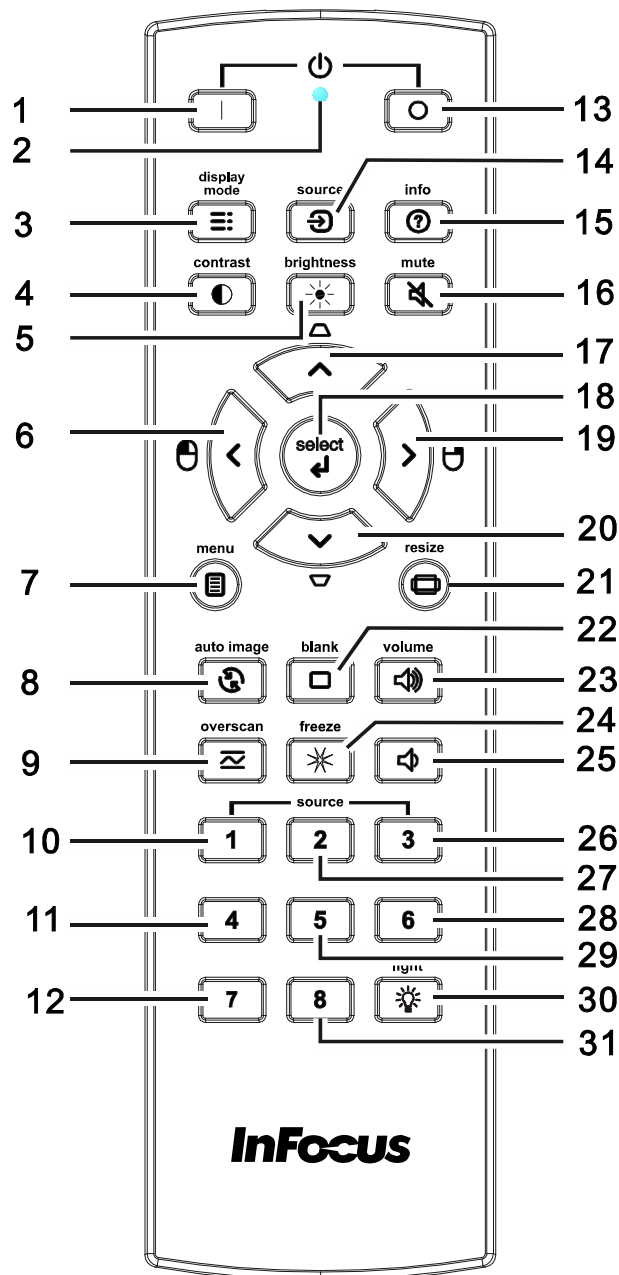 1
13
2
14
display
mode
source
info
3
15
contrast
brightness
mute
4
16
5
17
18
6
select
19
20
menu
resize
7
21
22
auto image
blank
volume
8
23
24
overscan
freeze
9
25
source
1
2
3
10
26
27
4
5
6
11
28
29
light
7
8
12
30
31
InFocus